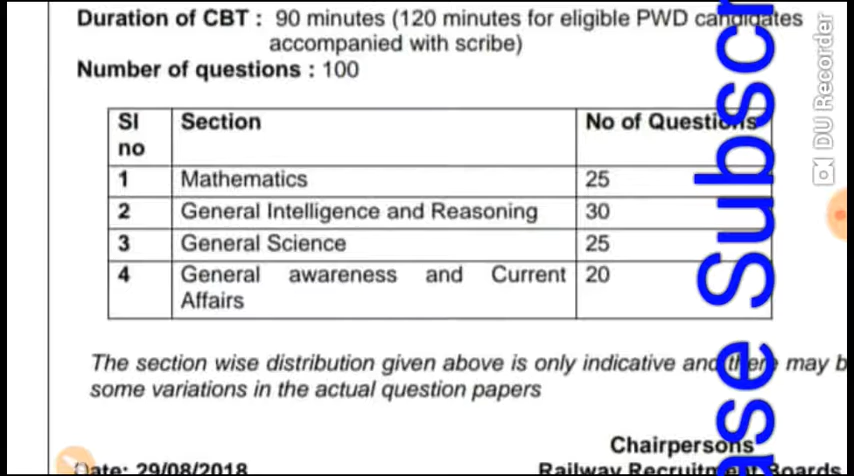 Duration of CBT : 90 minutes (120 minutes for eligible PWD candidates
accompanied with scribe)
Number of questions : 100
Sl no Section No of Questions
1 Mathematics 25
2 General Intelligence and Reasoning 30
3 General Science 25
4 General awareness and Current 20
Affairs
The section wise distribution given above is only indicative and there may b
some variations in the actual question papers
Chairpersons
Date: 29/08/2018 Railway Recruitment Boards
ase Subscr
DU Recorder